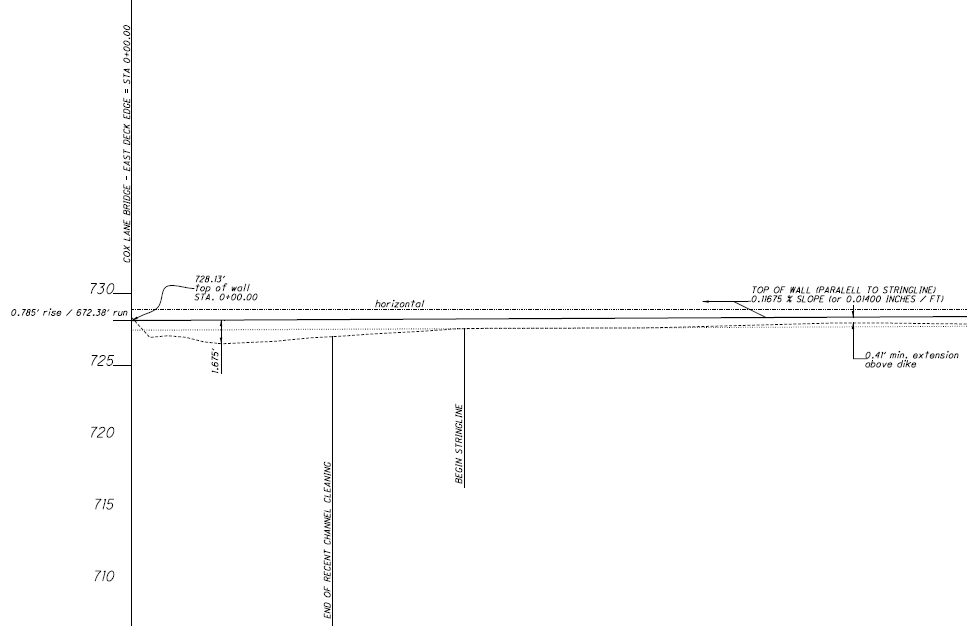 COX LANE BRIDGE - EAST DECK EDGE = STA 0+00.00
728.13'
top of wall
STA. 0+00.00
730
horizontal
TOP OF WALL (PARALELL TO STRINGLINE)
0.11675 % SLOPE (or 0.01400 INCHES / FT)
0.785' rise / 672.38' run
1.675'
725
0.41' min. extension
above dike
720
BEGIN STRINGLINE
END OF RECENT CHANNEL CLEANING
715
710